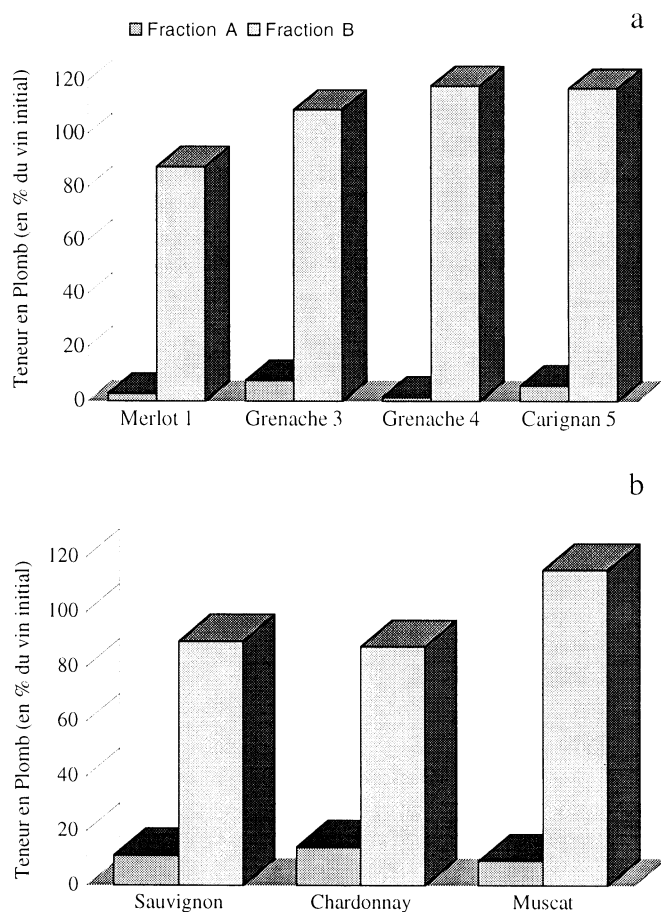 a
Fraction A Fraction B
Teneur en Plomb (en % du vin initial)
120
100
80
60
40
20
0
Merlot 1 Grenache 3 Grenache 4 Carignan 5
b
Teneur en Plomb (en % du vin initial)
120
100
80
60
40
20
0
Sauvignon Chardonnay Muscat